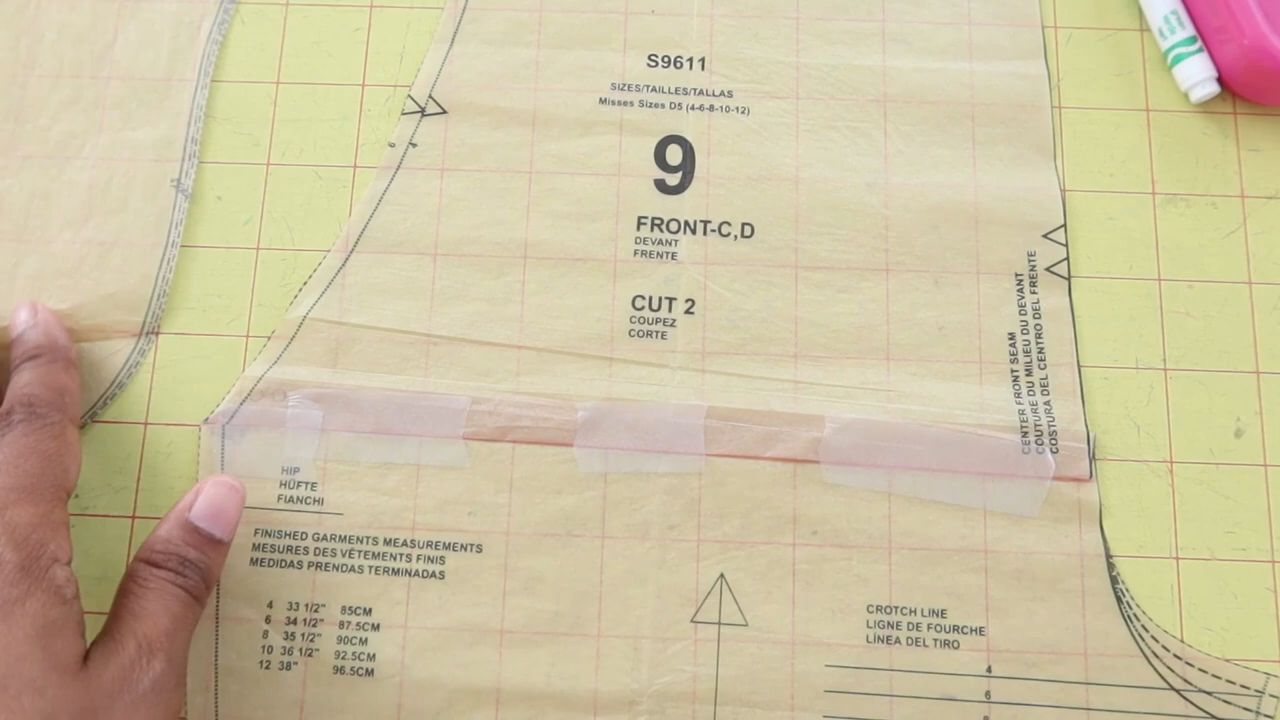 S9611
SIZES/TAILLES/TALLAS
Misses Sizes D5 (4-6-8-10-12)
6 4
9
FRONT-C,D
DEVANT
FRENTE
CUT 2
COUPEZ
CORTE
CENTER FRONT SEAM
COUTURE DU MILIEU DU DEVANT
COSTURA DEL CENTRO DEL FRENTE
HIP
HÜFTE
FIANCHI
FINISHED GARMENTS MEASUREMENTS
MESURES DES VÊTEMENTS FINIS
MEDIDAS PRENDAS TERMINADAS
4 33 1/2" 85CM
6 34 1/2" 87.5CM
8 35 1/2" 90CM
10 36 1/2" 92.5CM
12 38" 96.5CM
CROTCH LINE
LIGNE DE FOURCHE
LÍNEA DEL TIRO
4
6